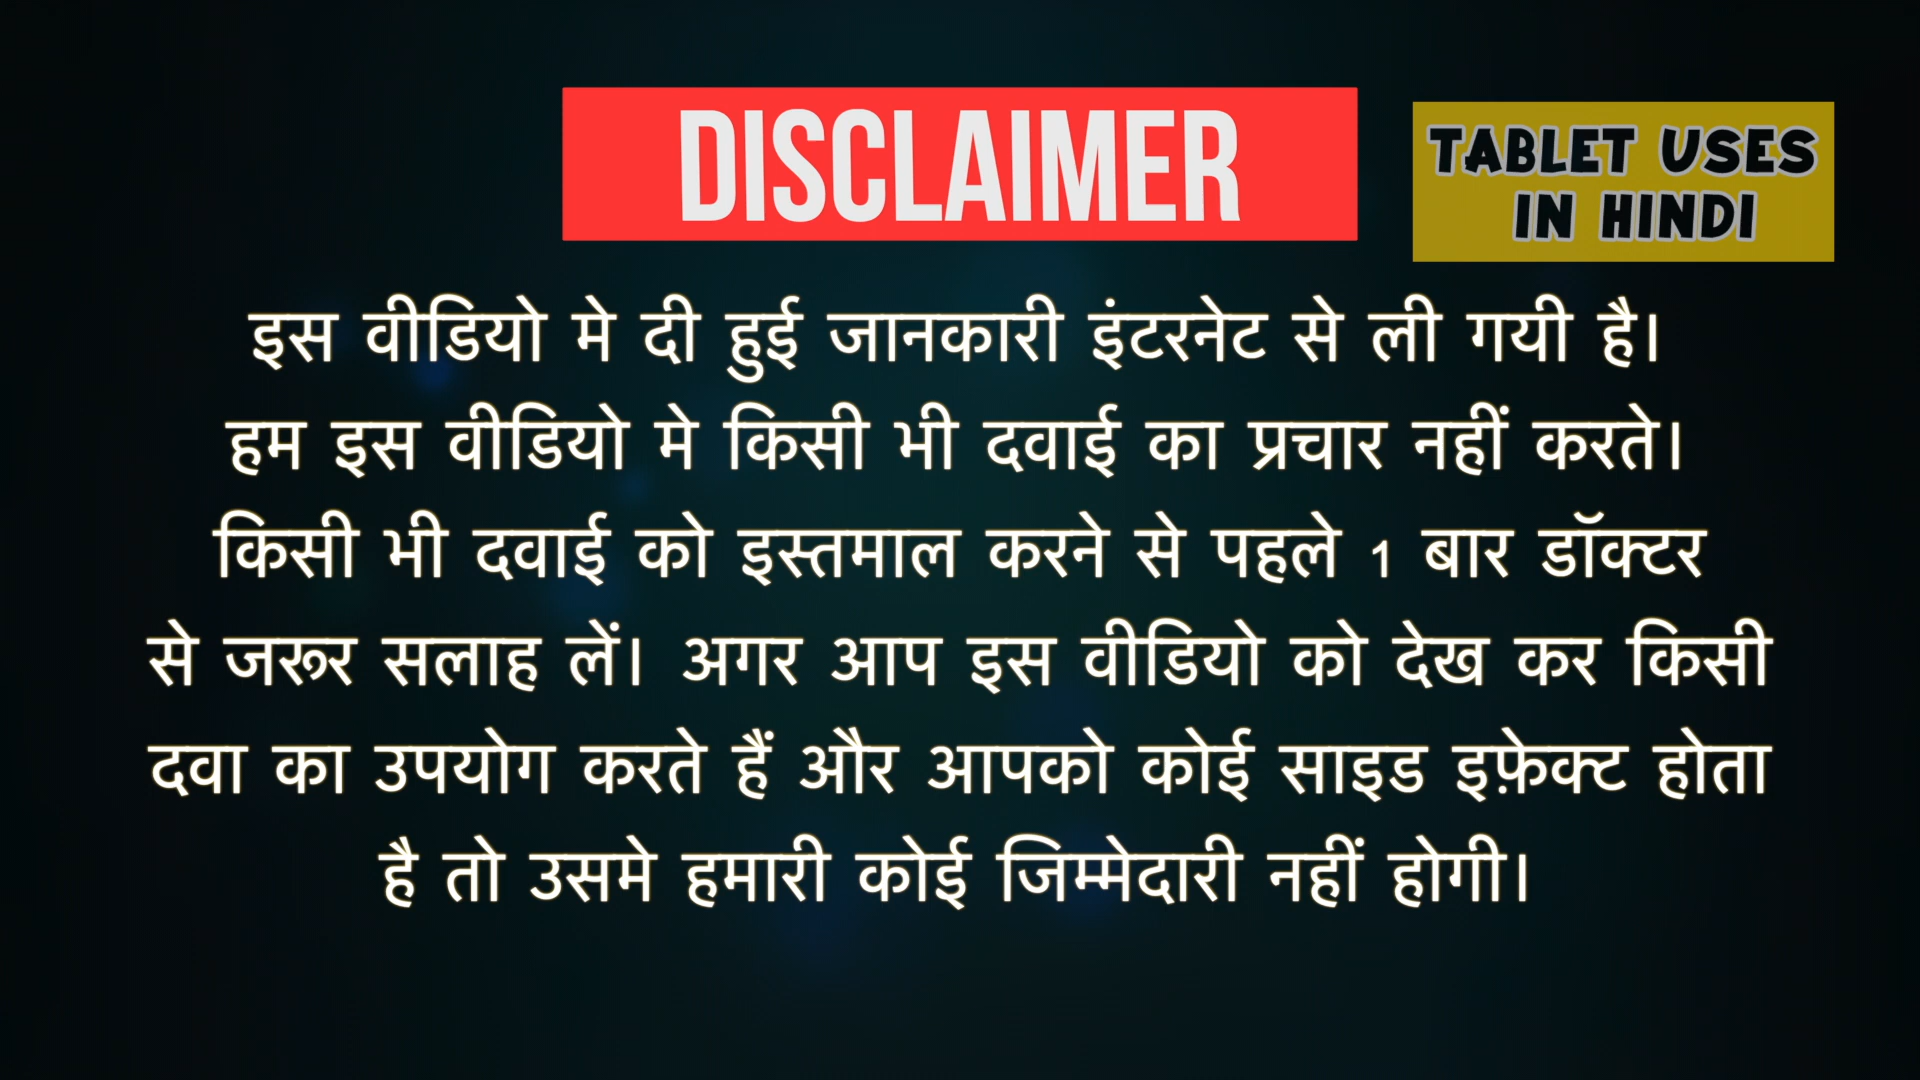 DISCLAIMER
TABLET USES
IN HINDI
इस वीडियो मे दी हुई जानकारी इंटरनेट से ली गयी है।
हम इस वीडियो मे किसी भी दवाई का प्रचार नहीं करते।
किसी भी दवाई को इस्तमाल करने से पहले 1 बार डॉक्टर
से जरूर सलाह लें। अगर आप इस वीडियो को देख कर किसी
दवा का उपयोग करते हैं और आपको कोई साइड इफ़ेक्ट होता
है तो उसमे हमारी कोई जिम्मेदारी नहीं होगी।